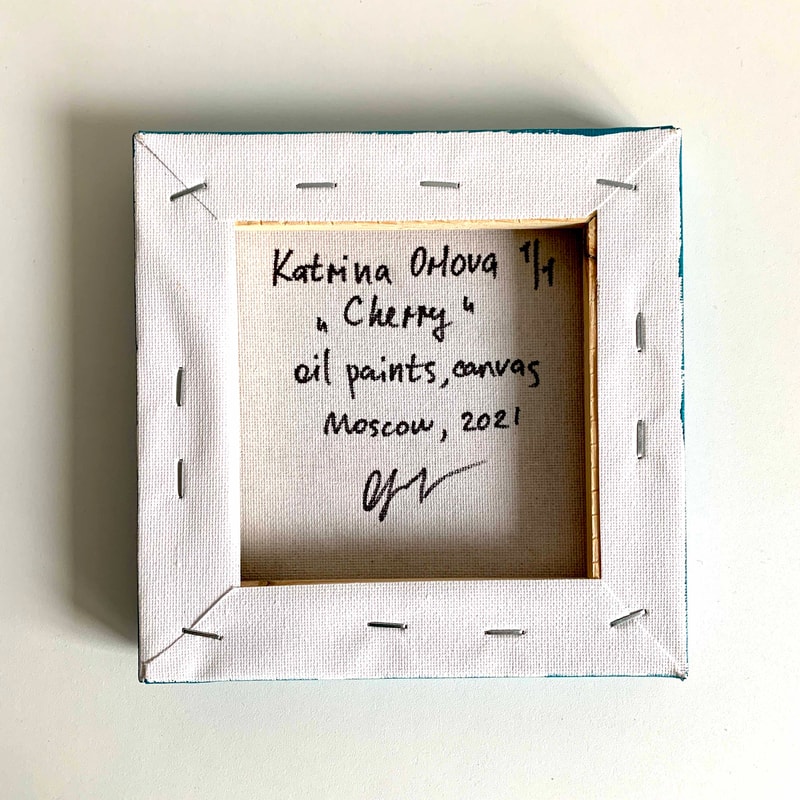 Katrina Orlova 1/1
„Cherry“
oil paints, canvas
Moscow, 2021